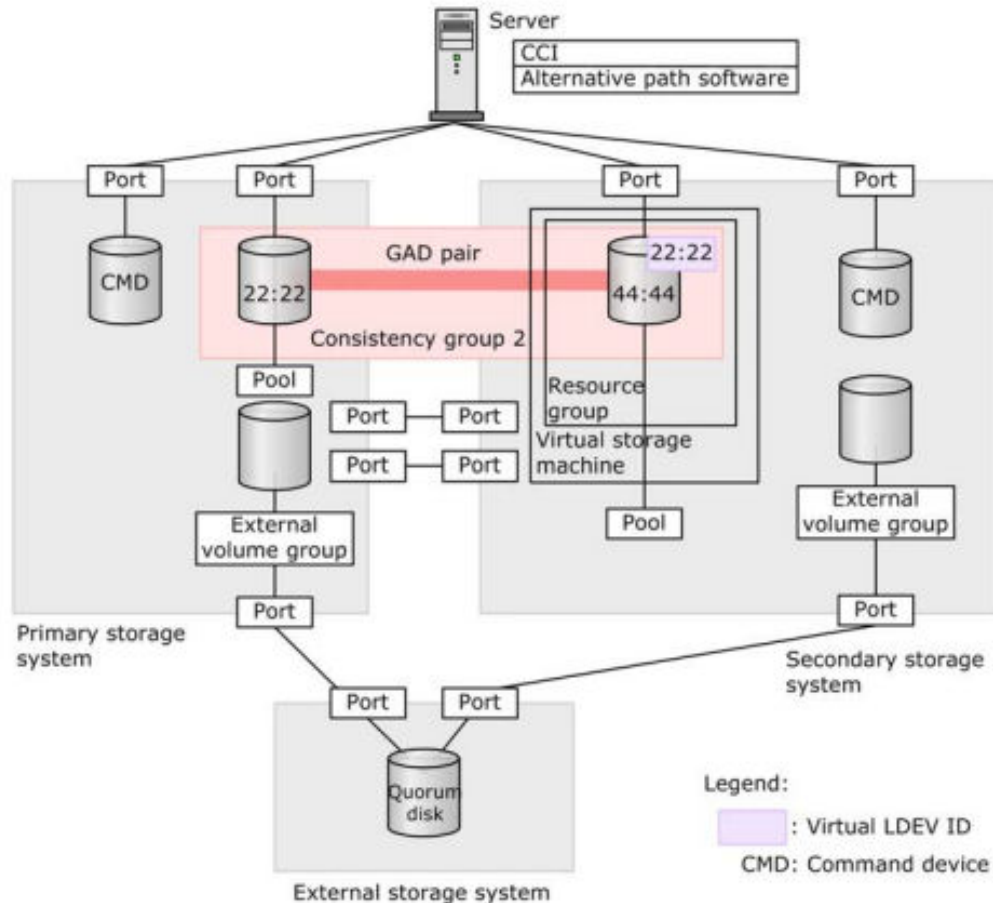 Server
CCI
Alternative path software
Port
Port
Port
Port
CMD
22:22
GAD pair
Consistency group 2
22:22
44:44
CMD
Pool
Port
Port
Port
Port
Resource
group
Virtual storage
machine
External
volume group
Pool
External
volume group
Port
Port
Primary storage
system
Secondary storage
system
Port
Port
Quorum
disk
External storage system
Legend:
: Virtual LDEV ID
CMD: Command device